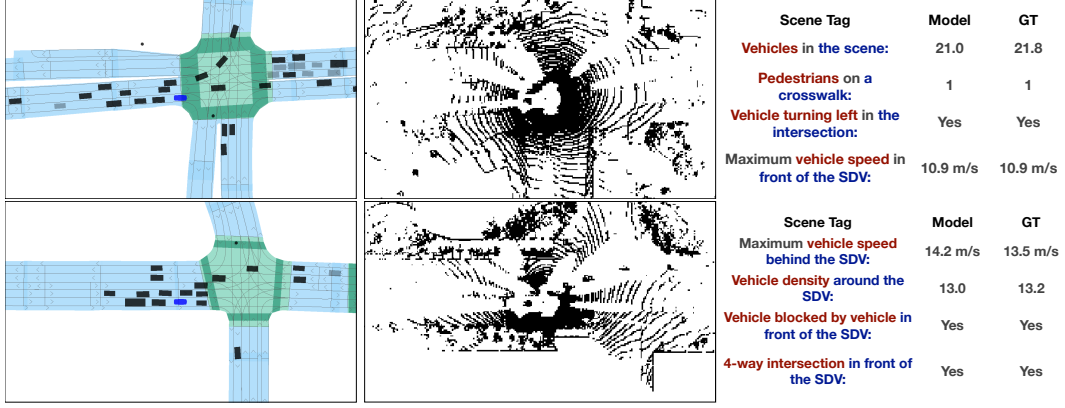 Scene Tag Model GT
Vehicles in the scene: 21.0 21.8
Pedestrians on a
crosswalk: 1 1
Vehicle turning left in the
intersection: Yes Yes
Maximum vehicle speed in
front of the SDV: 10.9 m/s 10.9 m/s
Scene Tag Model GT
Maximum vehicle speed
behind the SDV: 14.2 m/s 13.5 m/s
Vehicle density around the
SDV: 13.0 13.2
Vehicle blocked by vehicle in
front of the SDV: Yes Yes
4-way intersection in front of
the SDV: Yes Yes